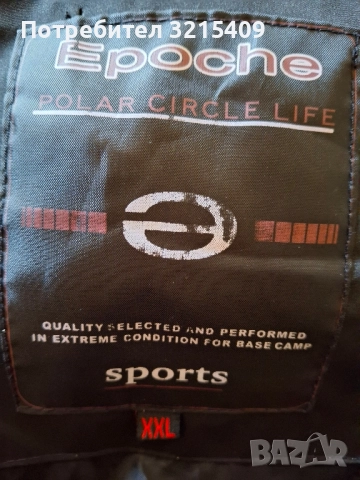 Потребител 3215409
Epoche
POLAR CIRCLE LIFE
QUALITY SELECTED AND PERFORMED
IN EXTREME CONDITION FOR BASE CAMP
sports
XXL
BAZAR